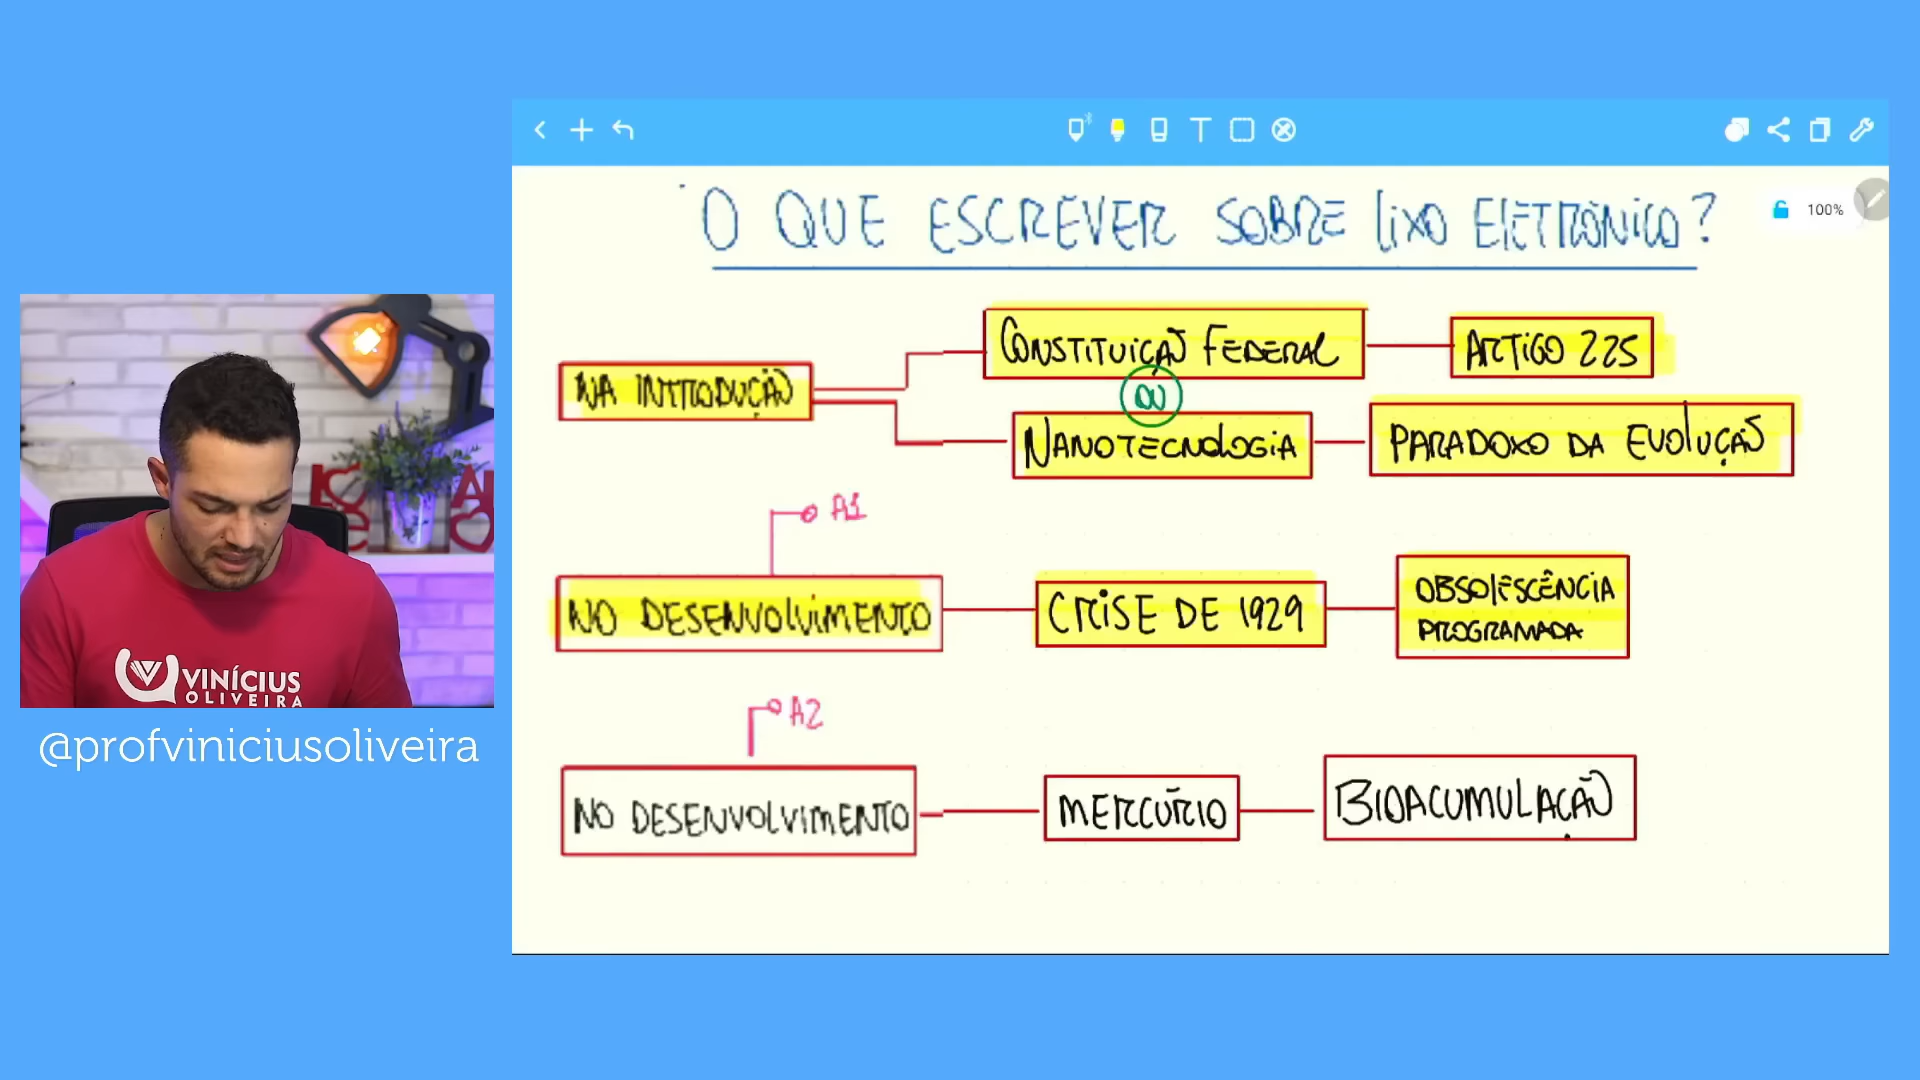 O QUE ESCREVER SOBRE LIXO ELETRÔNICO?
100%
NA INTRODUÇÃO
CONSTITUIÇÃO FEDERAL
ARTIGO 225
OU
NANOTECNOLOGIA
PARADOXO DA EVOLUÇÃO
A1
NO DESENVOLVIMENTO
CRISE DE 1929
OBSOLESCÊNCIA
PROGRAMADA
A2
NO DESENVOLVIMENTO
MERCÚRIO
BIOACUMULAÇÃO
VINÍCIUS
OLIVEIRA
@profviniciusoliveira